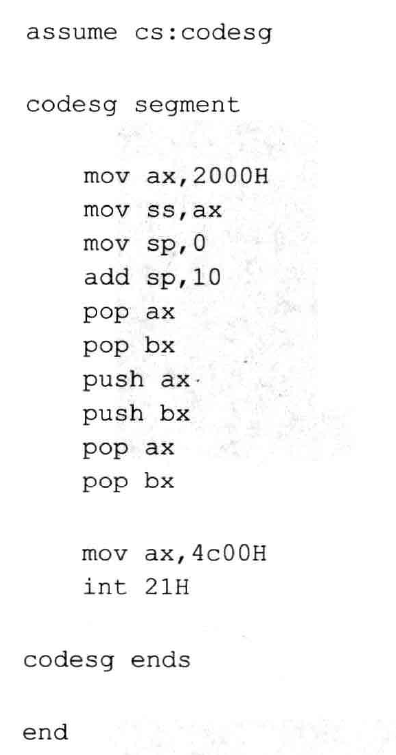 assume cs:codesg
codesg segment
mov ax,2000H
mov ss,ax
mov sp,0
add sp,10
pop ax
pop bx
push ax
push bx
pop ax
pop bx
mov ax,4c00H
int 21H
codesg ends
end